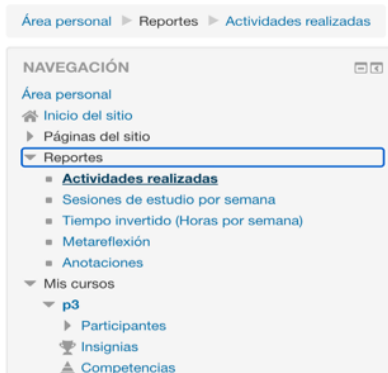 Área personal Reportes Actividades realizadas
NAVEGACIÓN
Área personal
Inicio del sitio
Páginas del sitio
Reportes
Actividades realizadas
Sesiones de estudio por semana
Tiempo invertido (Horas por semana)
Metareflexión
Anotaciones
Mis cursos
p3
Participantes
Insignias
Competencias